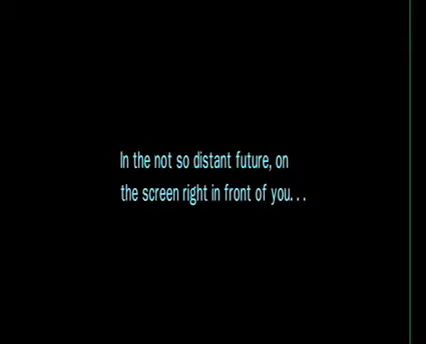 In the not so distant future, on
the screen right in front of you...